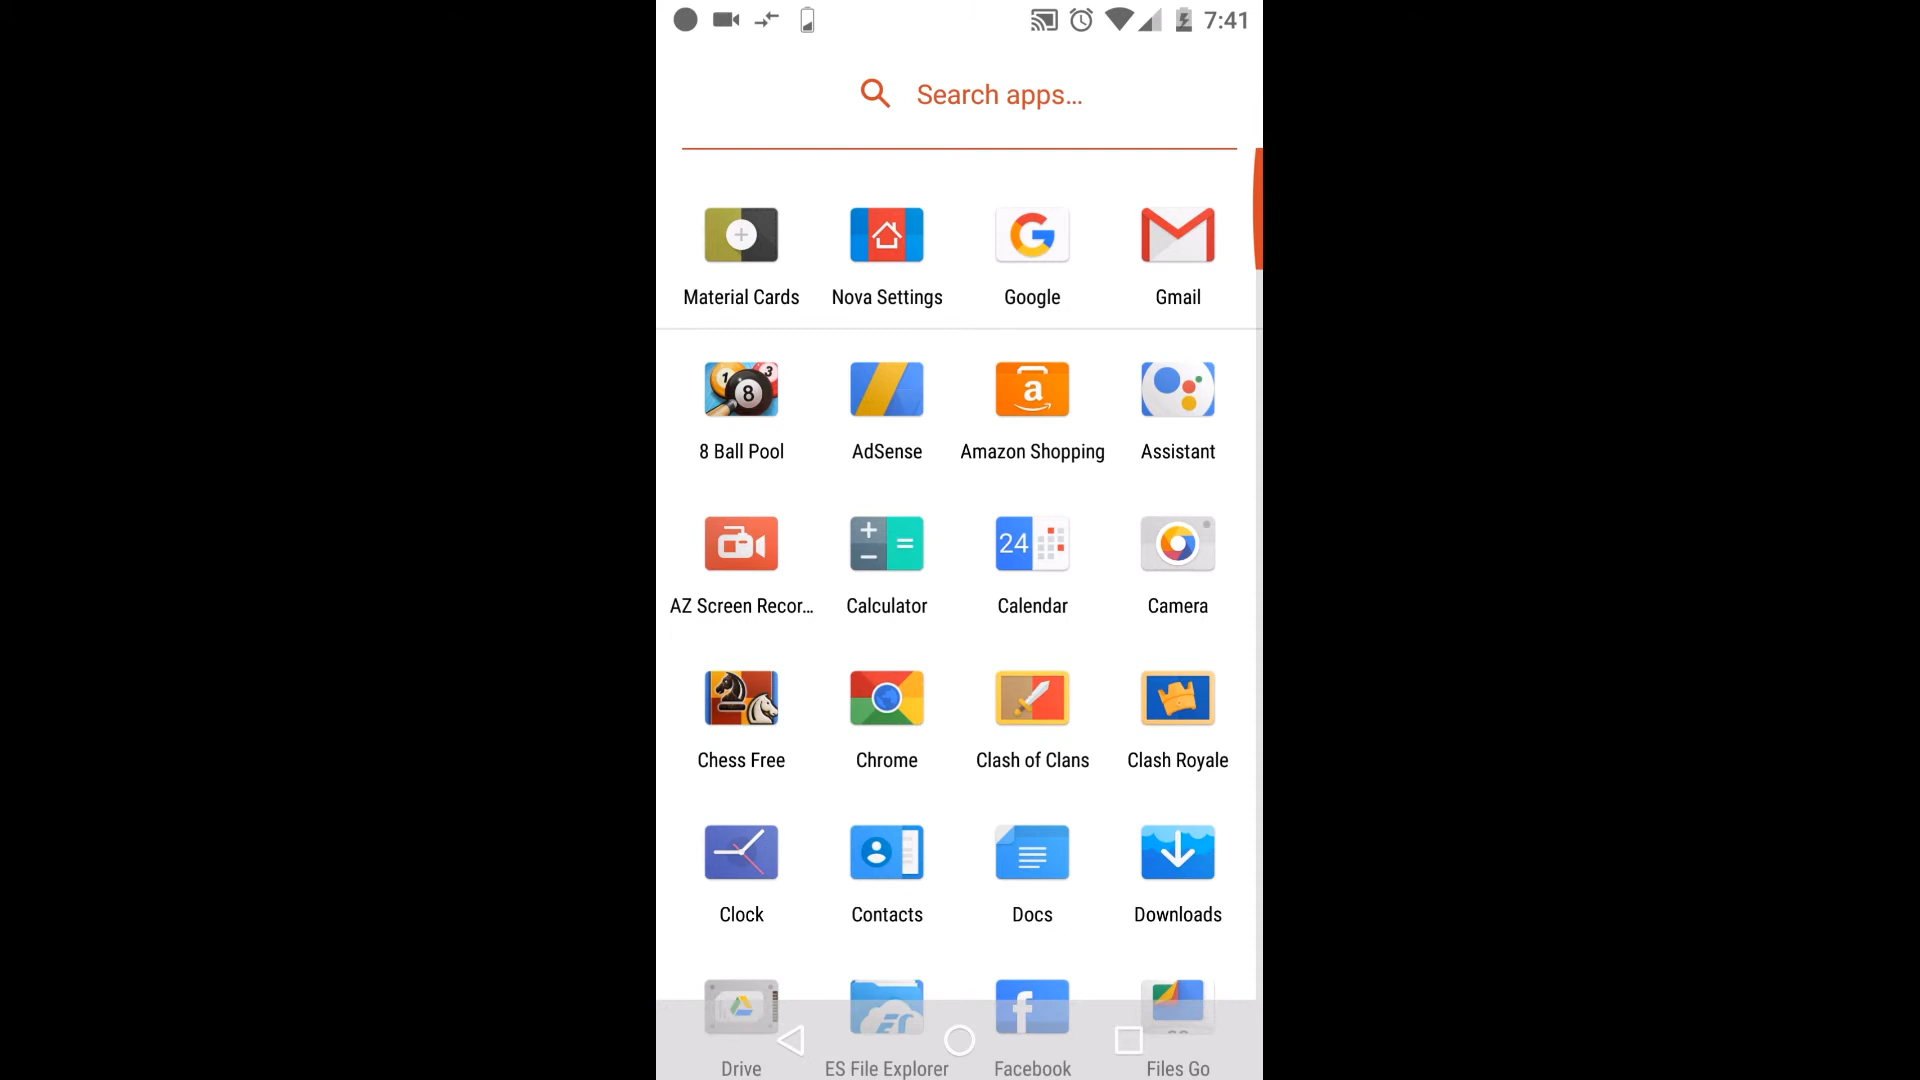 7:41
Search apps...
Material Cards
Nova Settings
Google
Gmail
8 Ball Pool
AdSense
Amazon Shopping
Assistant
AZ Screen Recor...
Calculator
24
Calendar
Camera
Chess Free
Chrome
Clash of Clans
Clash Royale
Clock
Contacts
Docs
Downloads
Drive
ES File Explorer
Facebook
Files Go